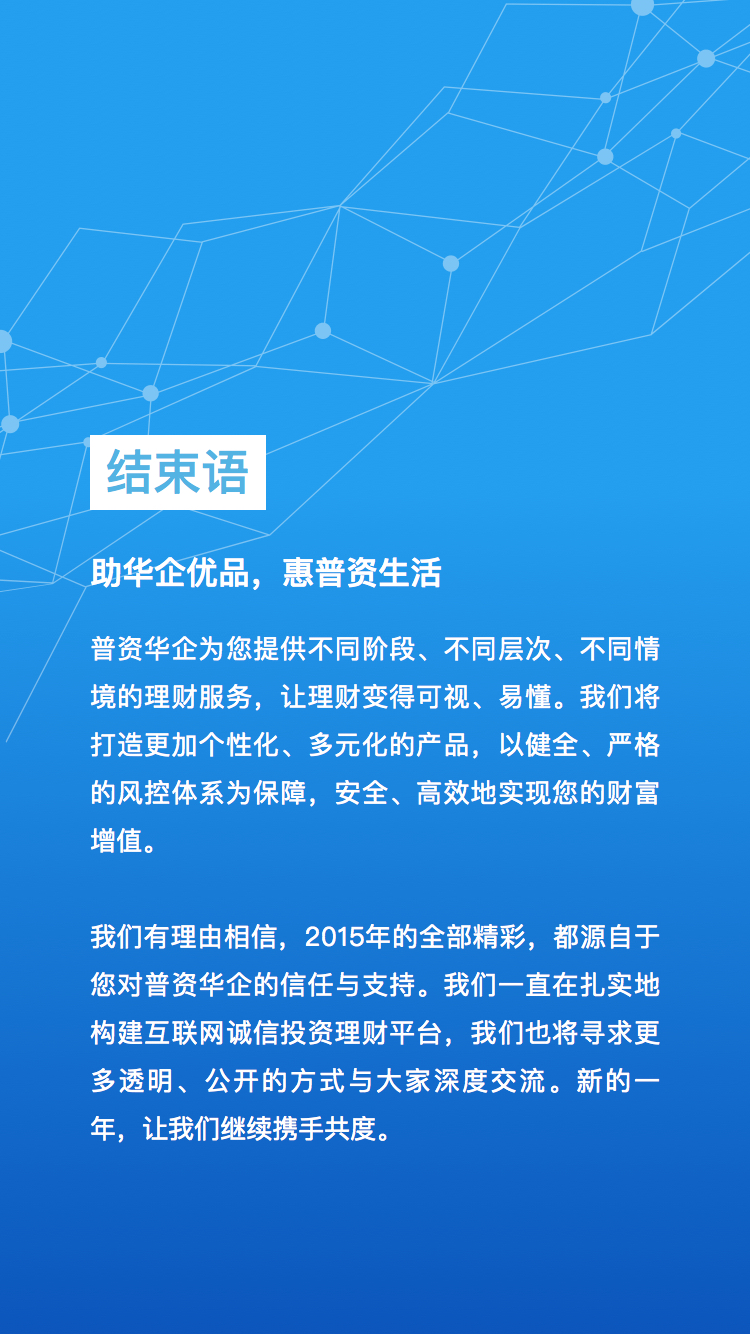 结束语
助华企优品，惠普资生活
普资华企为您提供不同阶段、不同层次、不同情
境的理财服务，让理财变得可视、易懂。我们将
打造更加个性化、多元化的产品，以健全、严格
的风控体系为保障，安全、高效地实现您的财富
增值。
我们有理由相信，2015年的全部精彩，都源自于
您对普资华企的信任与支持。我们一直在扎实地
构建互联网诚信投资理财平台，我们也将寻求更
多透明、公开的方式与大家深度交流。新的一
年，让我们继续携手共度。